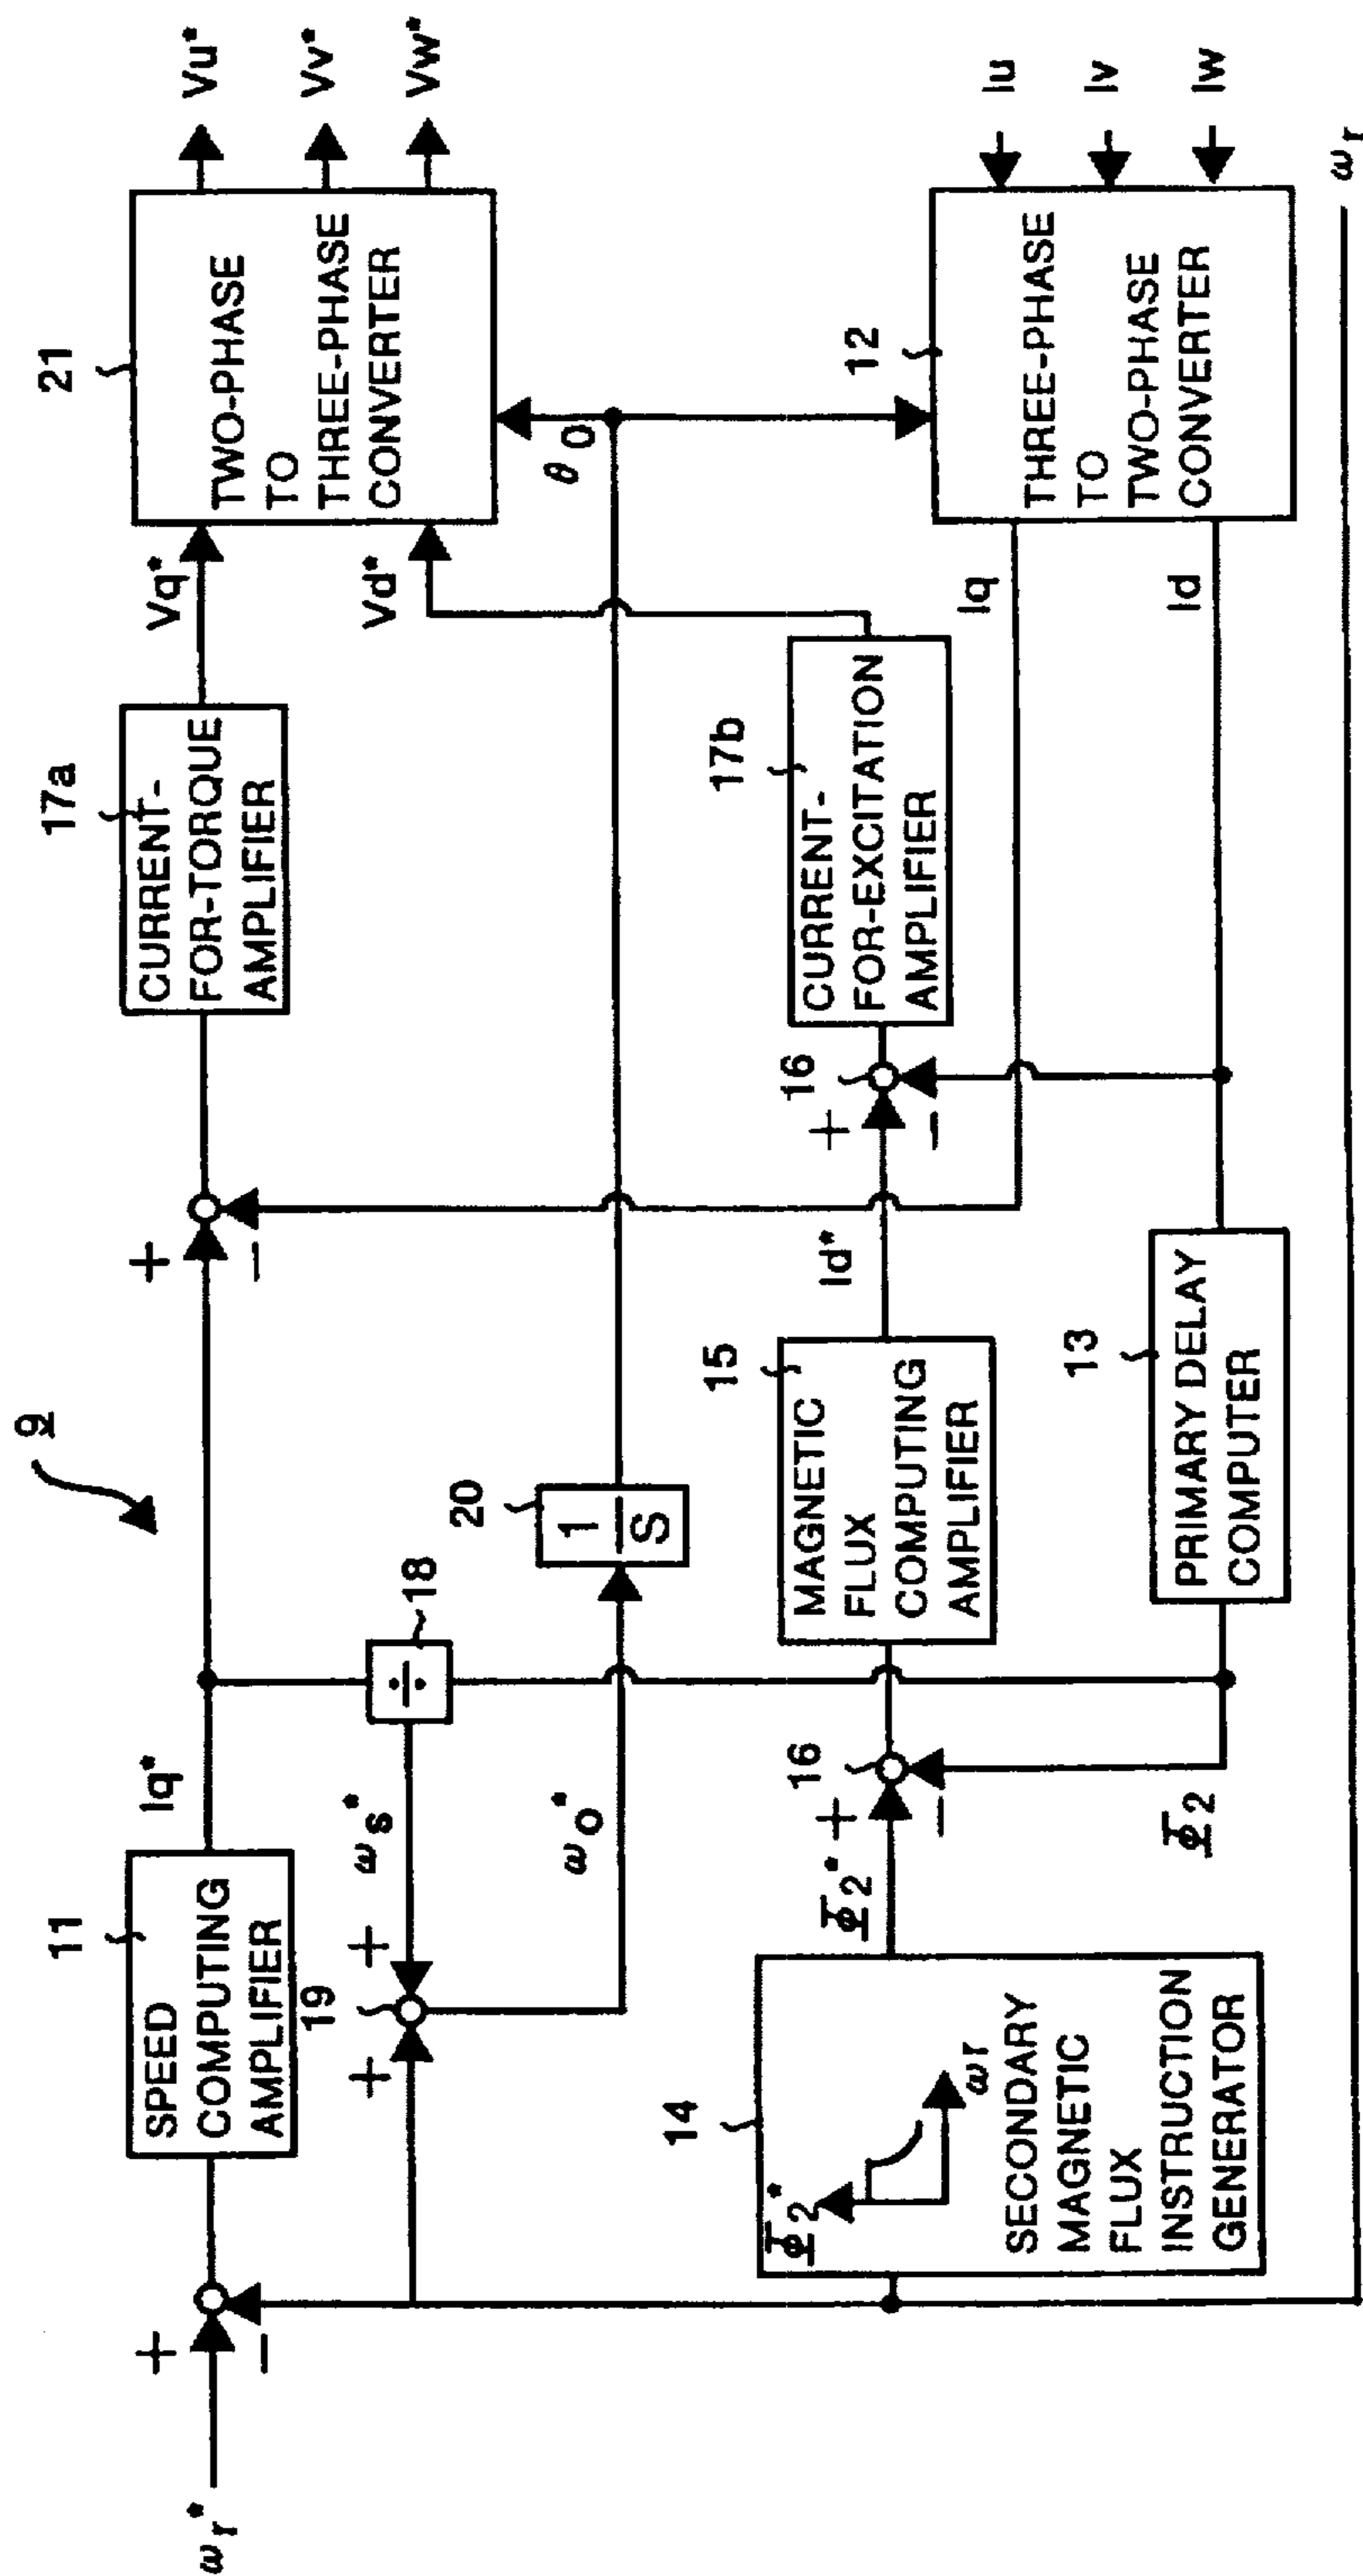 9
ωr*
+
−
11
SPEED
COMPUTING
AMPLIFIER
Iq*
+
−
17a
CURRENT-
FOR-TORQUE
AMPLIFIER
Vq*
Vd*
21
TWO-PHASE
TO
THREE-PHASE
CONVERTER
Vu*
Vv*
Vw*
19
+
+
ωs*
÷
18
ωo*
20
1
S
θ0
14
Φ2*
ωr
SECONDARY
MAGNETIC
FLUX
INSTRUCTION
GENERATOR
Φ2*
+
−
16
Φ2
15
MAGNETIC
FLUX
COMPUTING
AMPLIFIER
Id*
+
−
16
17b
CURRENT-
FOR-EXCITATION
AMPLIFIER
13
PRIMARY DELAY
COMPUTER
Iq
Id
12
THREE-PHASE
TO
TWO-PHASE
CONVERTER
Iu
Iv
Iw
ωr